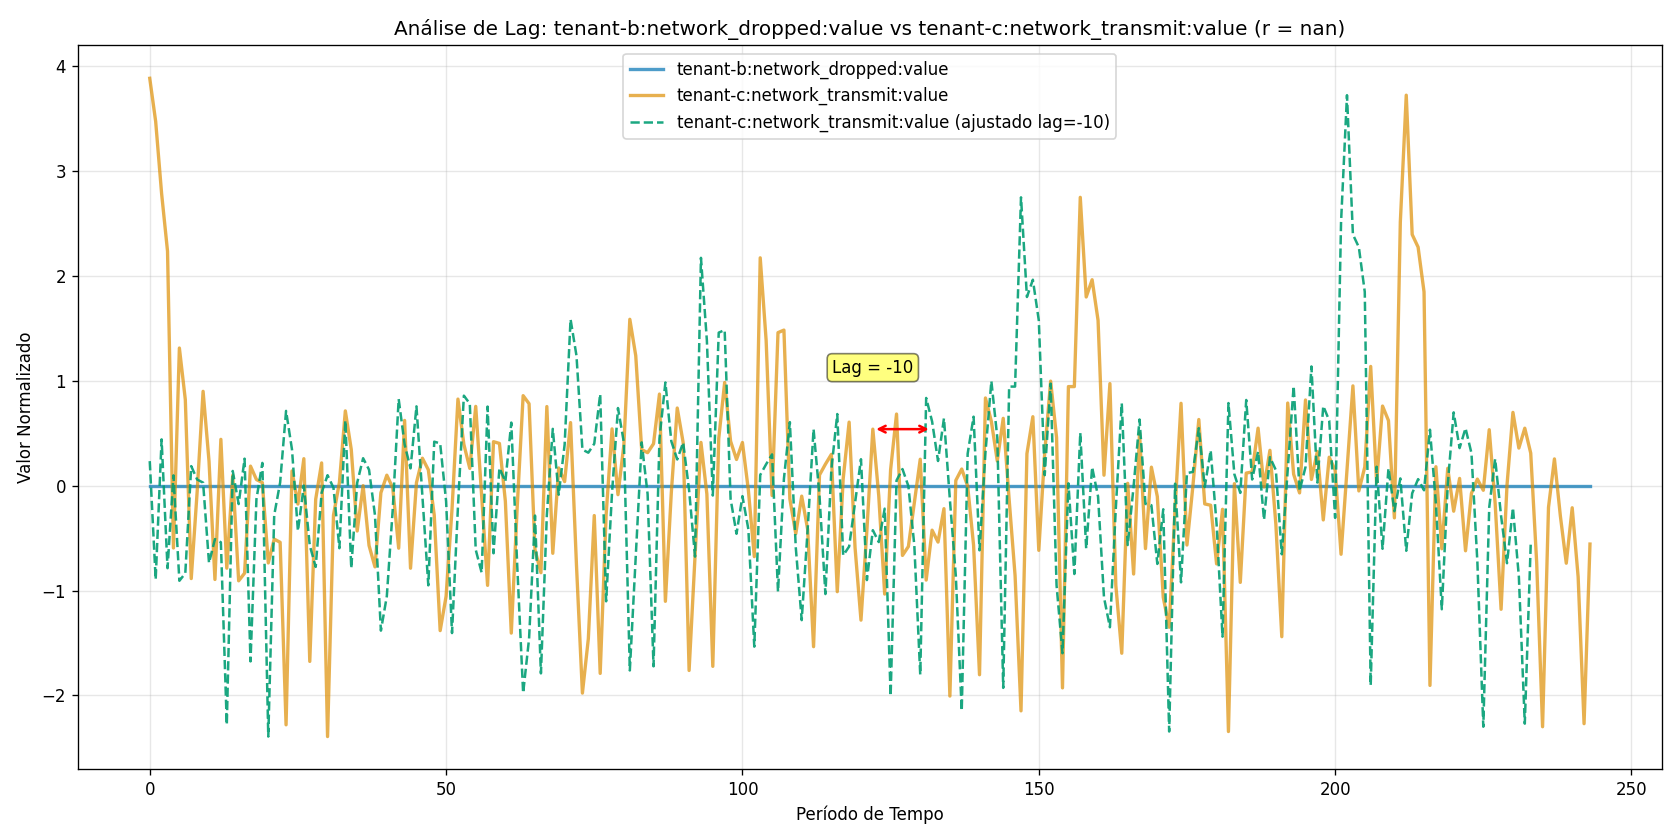 Análise de Lag: tenant-b:network_dropped:value vs tenant-c:network_transmit:value (r = nan)
tenant-b:network_dropped:value
tenant-c:network_transmit:value
tenant-c:network_transmit:value (ajustado lag=-10)
Valor Normalizado
4
3
2
1
0
−1
−2
Lag = -10
0
50
100
150
200
250
Período de Tempo